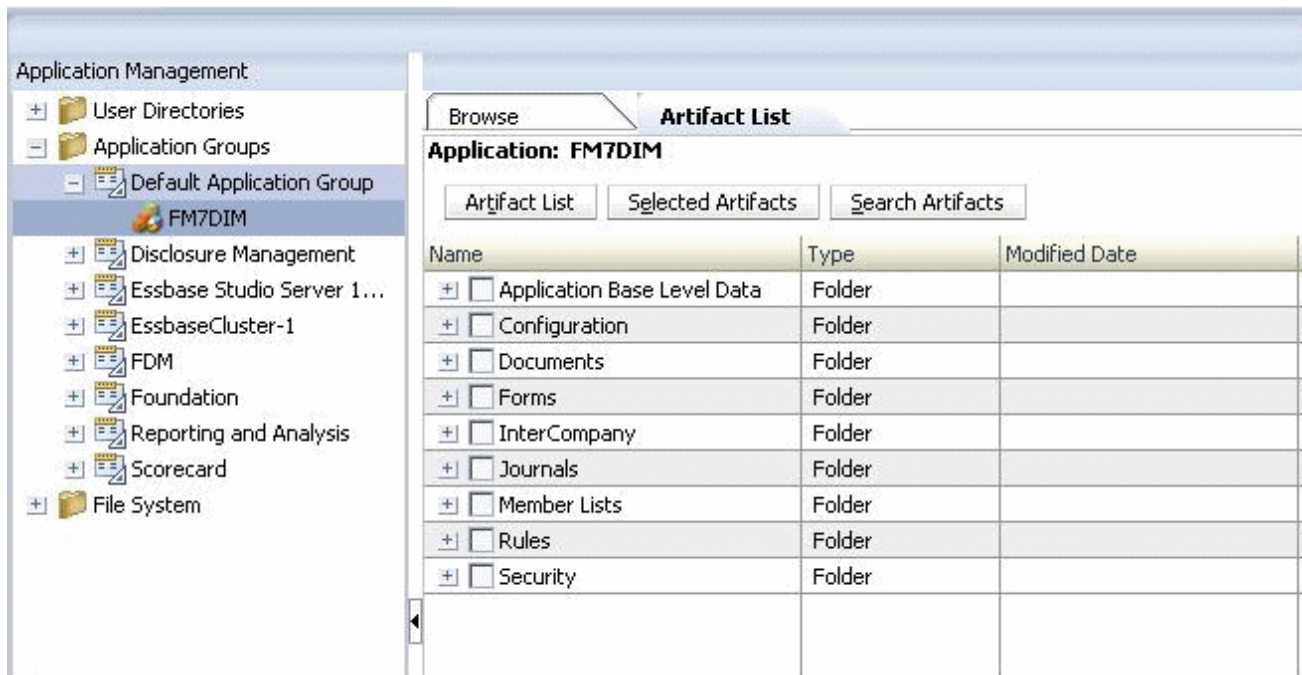 Application Management
User Directories
Application Groups
Default Application Group
FM7DIM
Disclosure Management
Essbase Studio Server 1...
EssbaseCluster-1
FDM
Foundation
Reporting and Analysis
Scorecard
File System
Browse Artifact List
Application: FM7DIM
Artifact List Selected Artifacts Search Artifacts
Name Type Modified Date
Application Base Level Data Folder
Configuration Folder
Documents Folder
Forms Folder
InterCompany Folder
Journals Folder
Member Lists Folder
Rules Folder
Security Folder